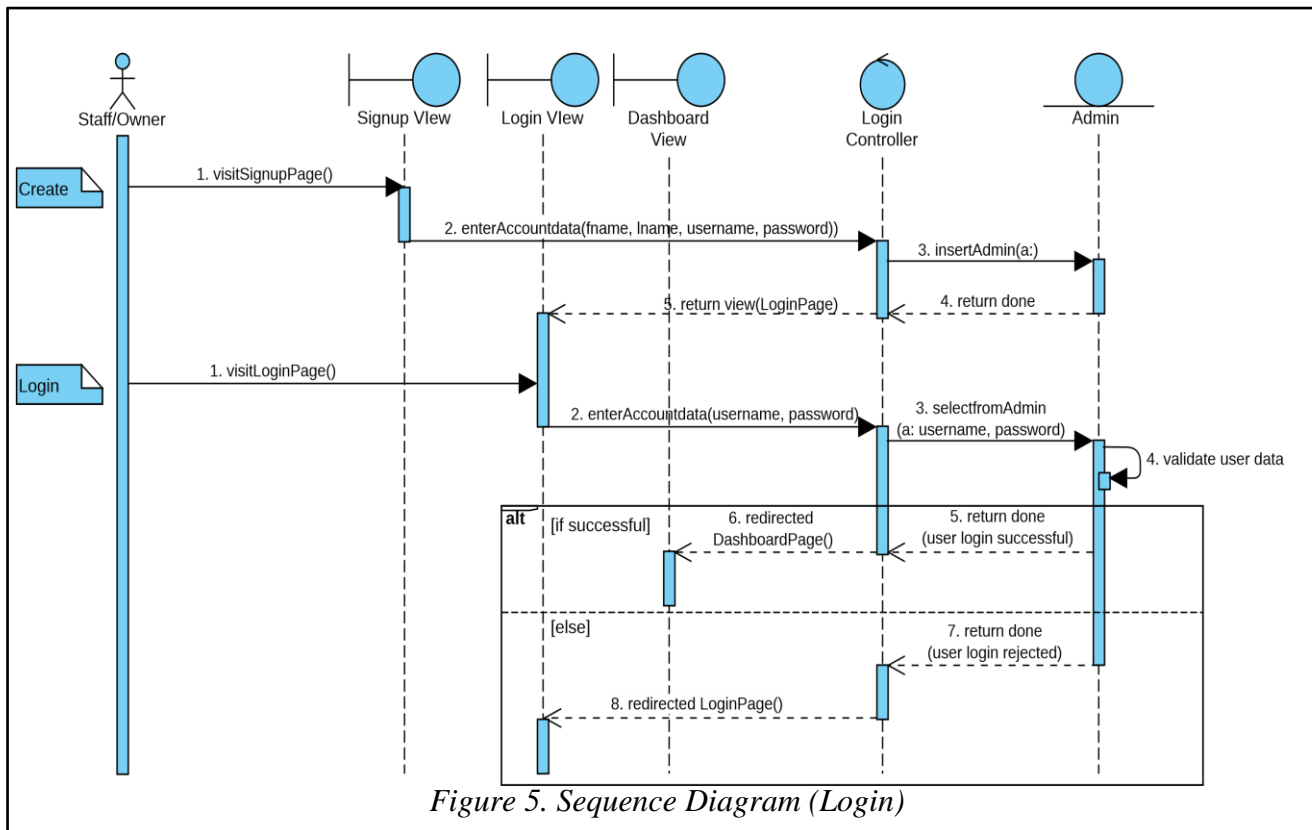 Staff/Owner
Signup VIew
Login VIew
Dashboard
View
Login
Controller
Admin
Create
1. visitSignupPage()
2. enterAccountdata(fname, lname, username, password))
3. insertAdmin(a:)
4. return done
5. return view(LoginPage)
Login
1. visitLoginPage()
2. enterAccountdata(username, password)
3. selectfromAdmin
(a: username, password)
4. validate user data
alt
[if successful]
6. redirected
DashboardPage()
5. return done
(user login successful)
[else]
7. return done
(user login rejected)
8. redirected LoginPage()
Figure 5. Sequence Diagram (Login)